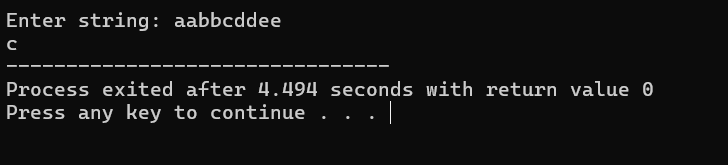 Enter string: aabbcddee
c
--------------------------------
Process exited after 4.494 seconds with return value 0
Press any key to continue . . .